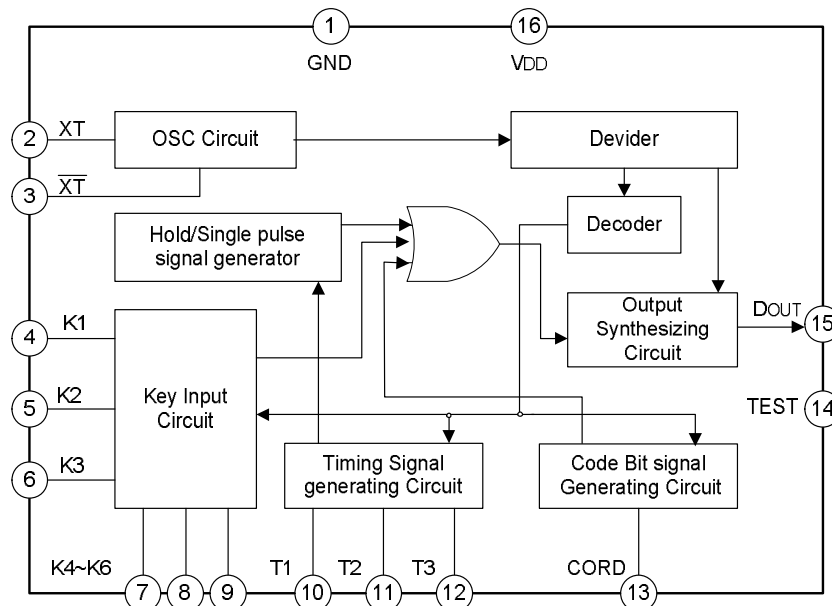 1
16
GND
VDD
2
XT
OSC Circuit
Devider
3
XT
Hold/Single pulse
signal generator
Decoder
Output
Synthesizing
Circuit
DOUT
15
4
K1
Key Input
Circuit
5
K2
TEST
14
6
K3
Timing Signal
generating Circuit
Code Bit signal
Generating Circuit
K4~K6
T1
T2
T3
CORD
7
8
9
10
11
12
13